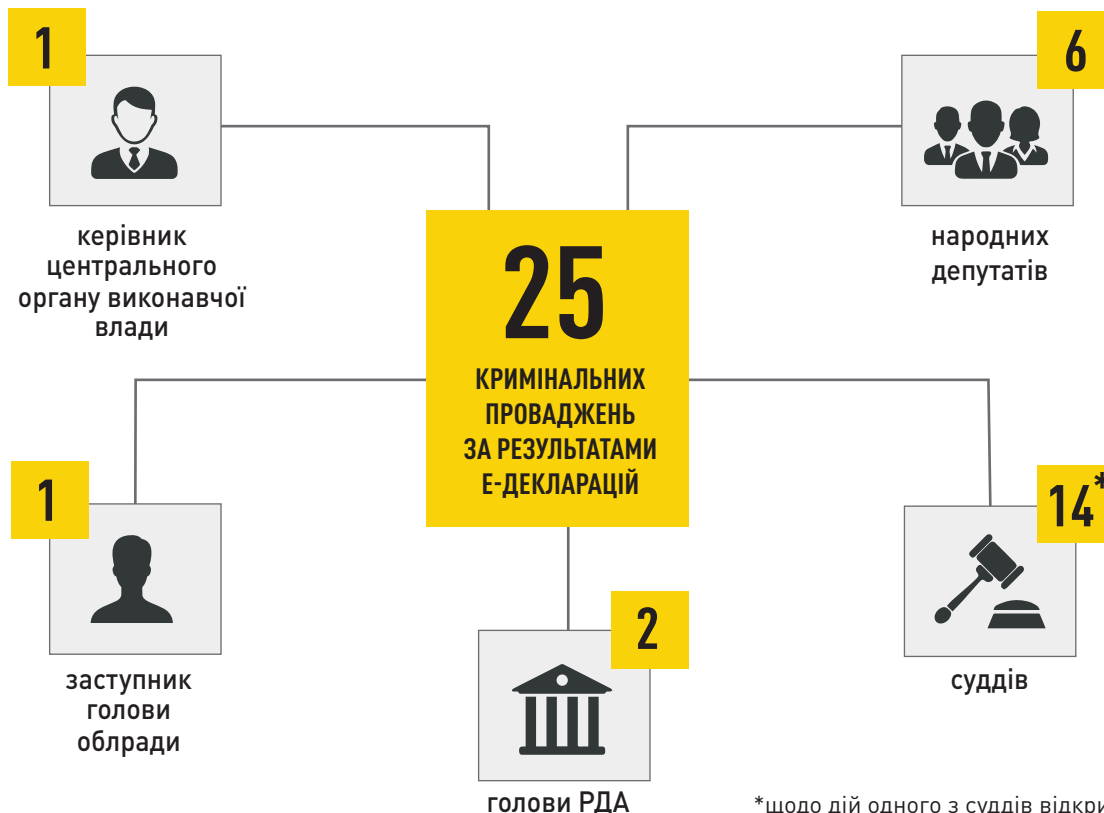 1
керівник
центрального
органу виконавчої
влади
6
народних
депутатів
25
КРИМІНАЛЬНИХ
ПРОВАДЖЕНЬ
ЗА РЕЗУЛЬТАТАМИ
Е-ДЕКЛАРАЦІЙ
1
заступник
голови
облради
2
голови РДА
14*
суддів
*щодо дій одного з суддів